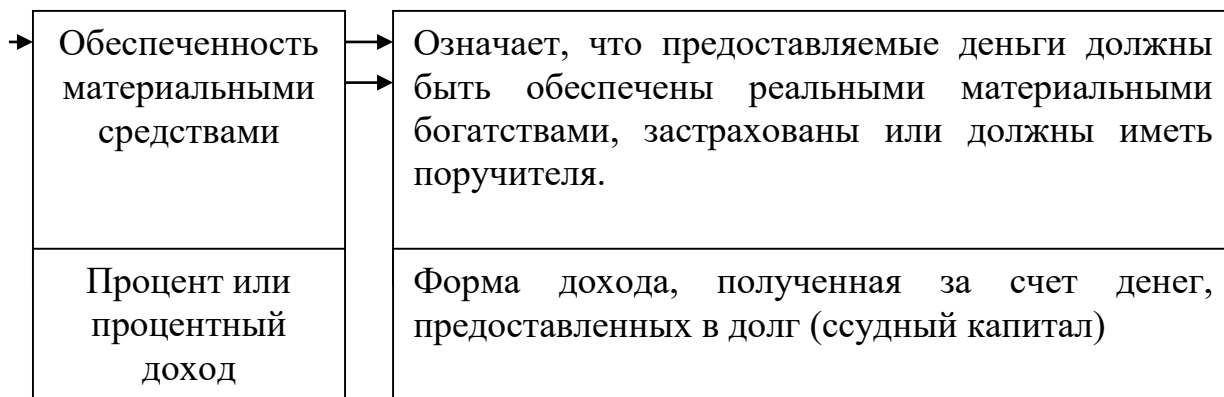 Обеспеченность
материальными
средствами
Означает, что предоставляемые деньги должны
быть обеспечены реальными материальными
богатствами, застрахованы или должны иметь
поручителя.
Процент или
процентный
доход
Форма дохода, полученная за счет денег,
предоставленных в долг (ссудный капитал)